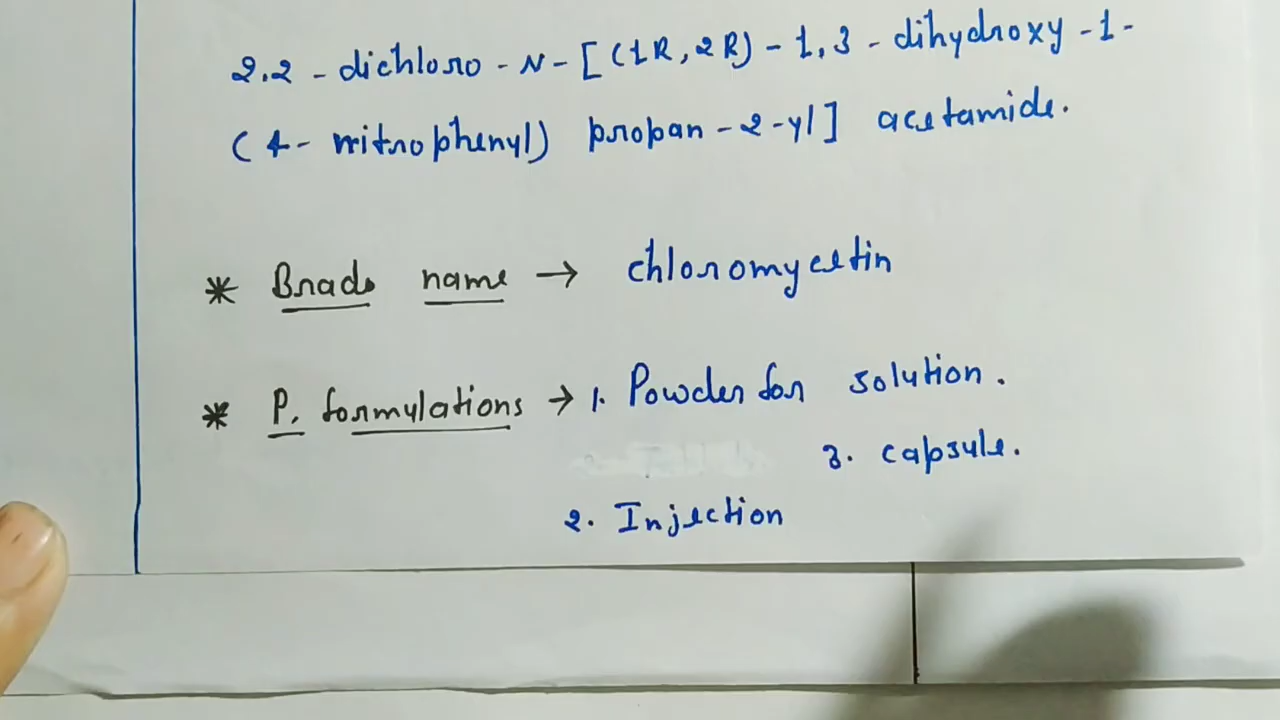 2.2 - dichloro - N - [ (1R, 2R) - 1, 3 - dihydroxy - 1 -
(4 - nitrophenyl) propan - 2 - yl ] acetamide.
* Brads name → chloromycetin
* P. formulations → 1. Powder for solution.
3. capsule.
2. Injection